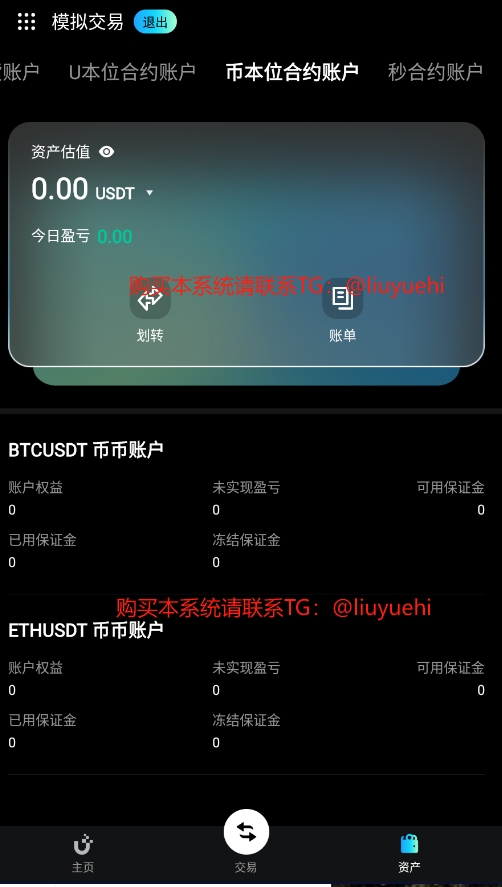 模拟交易 退出
账户 U本位合约账户 币本位合约账户 秒合约账户
资产估值
0.00 USDT
今日盈亏 0.00
购买本系统请联系TG：@liuyuehi
划转 账单
BTCUSDT 币币账户
账户权益 未实现盈亏 可用保证金
0 0 0
已用保证金 冻结保证金
0 0
购买本系统请联系TG：@liuyuehi
ETHUSDT 币币账户
账户权益 未实现盈亏 可用保证金
0 0 0
已用保证金 冻结保证金
0 0
主页 交易 资产